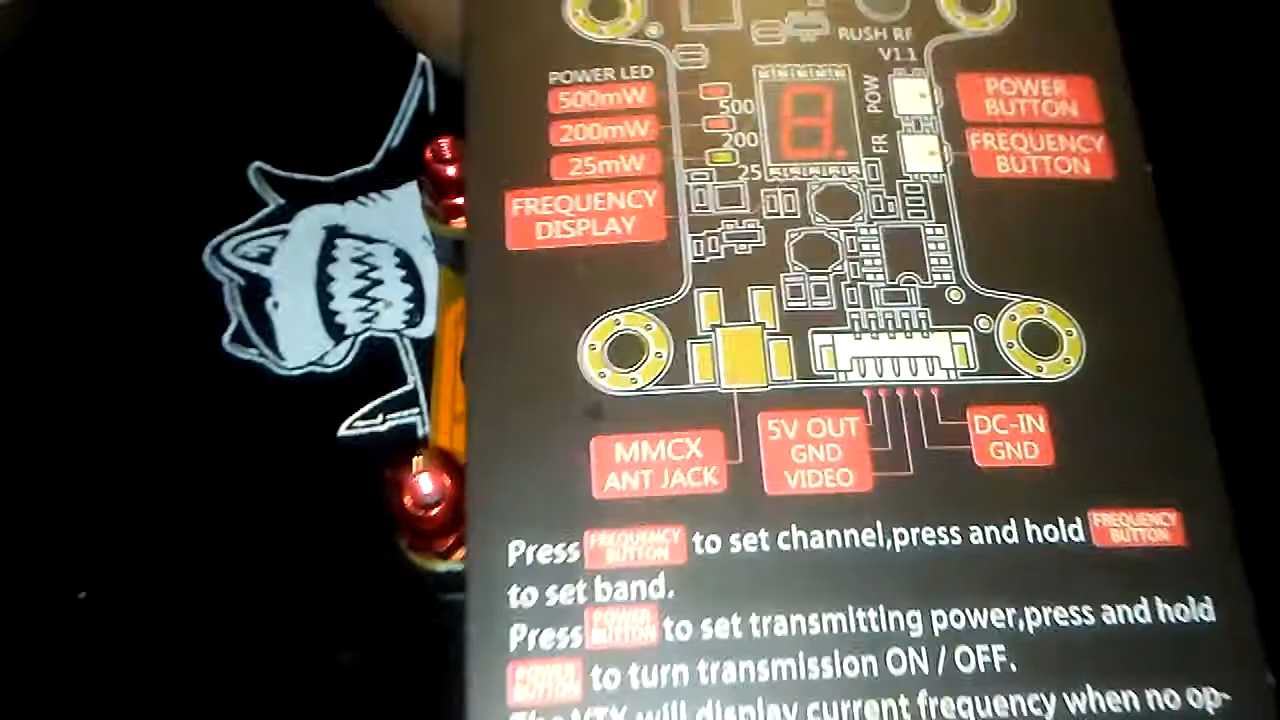 RUSH RF
V1.1
POWER LED
500mW
200mW
25mW
500
200
25
8.
POW
FR
POWER
BUTTON
FREQUENCY
BUTTON
FREQUENCY
DISPLAY
MMCX
ANT JACK
5V OUT
GND
VIDEO
DC-IN
GND
Press FREQUENCY BUTTON to set channel,press and hold FREQUENCY BUTTON
to set band.
Press POWER BUTTON to set transmitting power,press and hold
POWER BUTTON to turn transmission ON / OFF.
The VTX will display current frequency when no op-